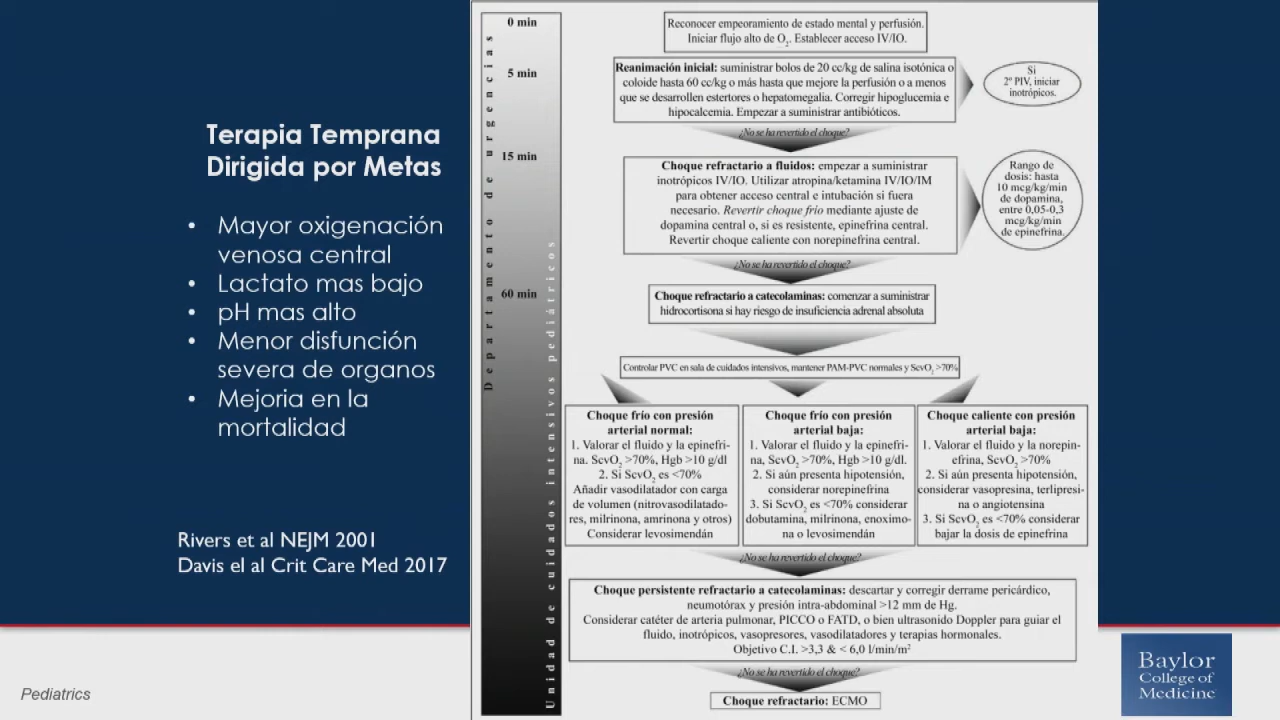 Terapia Temprana
Dirigida por Metas
• Mayor oxigenación
venosa central
• Lactato mas bajo
• pH mas alto
• Menor disfunción
severa de organos
• Mejoria en la
mortalidad
Rivers et al NEJM 2001
Davis el al Crit Care Med 2017
Pediatrics
Departamento de urgencias
Unidad de cuidados intensivos pediátricos
0 min
5 min
15 min
60 min
Reconocer empeoramiento de estado mental y perfusión.
Iniciar flujo alto de O₂. Establecer acceso IV/IO.
Reanimación inicial: suministrar bolos de 20 cc/kg de salina isotónica o
coloide hasta 60 cc/kg o más hasta que mejore la perfusión o a menos
que se desarrollen estertores o hepatomegalia. Corregir hipoglucemia e
hipocalcemia. Empezar a suministrar antibióticos.
Si
2º PIV, iniciar
inotrópicos.
¿No se ha revertido el choque?
Choque refractario a fluidos: empezar a suministrar
inotrópicos IV/IO. Utilizar atropina/ketamina IV/IO/IM
para obtener acceso central e intubación si fuera
necesario. Revertir choque frío mediante ajuste de
dopamina central o, si es resistente, epinefrina central.
Revertir choque caliente con norepinefrina central.
Rango de
dosis: hasta
10 mcg/kg/min
de dopamina,
entre 0,05-0,3
mcg/kg/min
de epinefrina.
¿No se ha revertido el choque?
Choque refractario a catecolaminas: comenzar a suministrar
hidrocortisona si hay riesgo de insuficiencia adrenal absoluta
Controlar PVC en sala de cuidados intensivos, mantener PAM-PVC normales y ScvO₂ >70%
Choque frío con presión
arterial normal:
1. Valorar el fluido y la epinefri-
na. ScvO₂ >70%, Hgb >10 g/dl
2. Si ScvO₂ es <70%
Añadir vasodilatador con carga
de volumen (nitrovasodilatado-
res, milrinona, amrinona y otros)
Considerar levosimendán
Choque frío con presión
arterial baja:
1. Valorar el fluido y la epinefri-
na, ScvO₂ >70%, Hgb >10 g/dl.
2. Si aún presenta hipotensión,
considerar norepinefrina
3. Si ScvO₂ es <70% considerar
dobutamina, milrinona, enoximo-
na o levosimendán
Choque caliente con presión
arterial baja:
1. Valorar el fluido y la norepin-
efrina, ScvO₂ >70%
2. Si aún presenta hipotensión,
considerar vasopresina, terlipresi-
na o angiotensina
3. Si ScvO₂ es <70% considerar
bajar la dosis de epinefrina
¿No se ha revertido el choque?
Choque persistente refractario a catecolaminas: descartar y corregir derrame pericárdico,
neumotórax y presión intra-abdominal >12 mm de Hg.
Considerar catéter de arteria pulmonar, PICCO o FATD, o bien ultrasonido Doppler para guiar el
fluido, inotrópicos, vasopresores, vasodilatadores y terapias hormonales.
Objetivo C.I. >3,3 & < 6,0 l/min/m²
¿No se ha revertido el choque?
Choque refractario: ECMO
Baylor
College of
Medicine